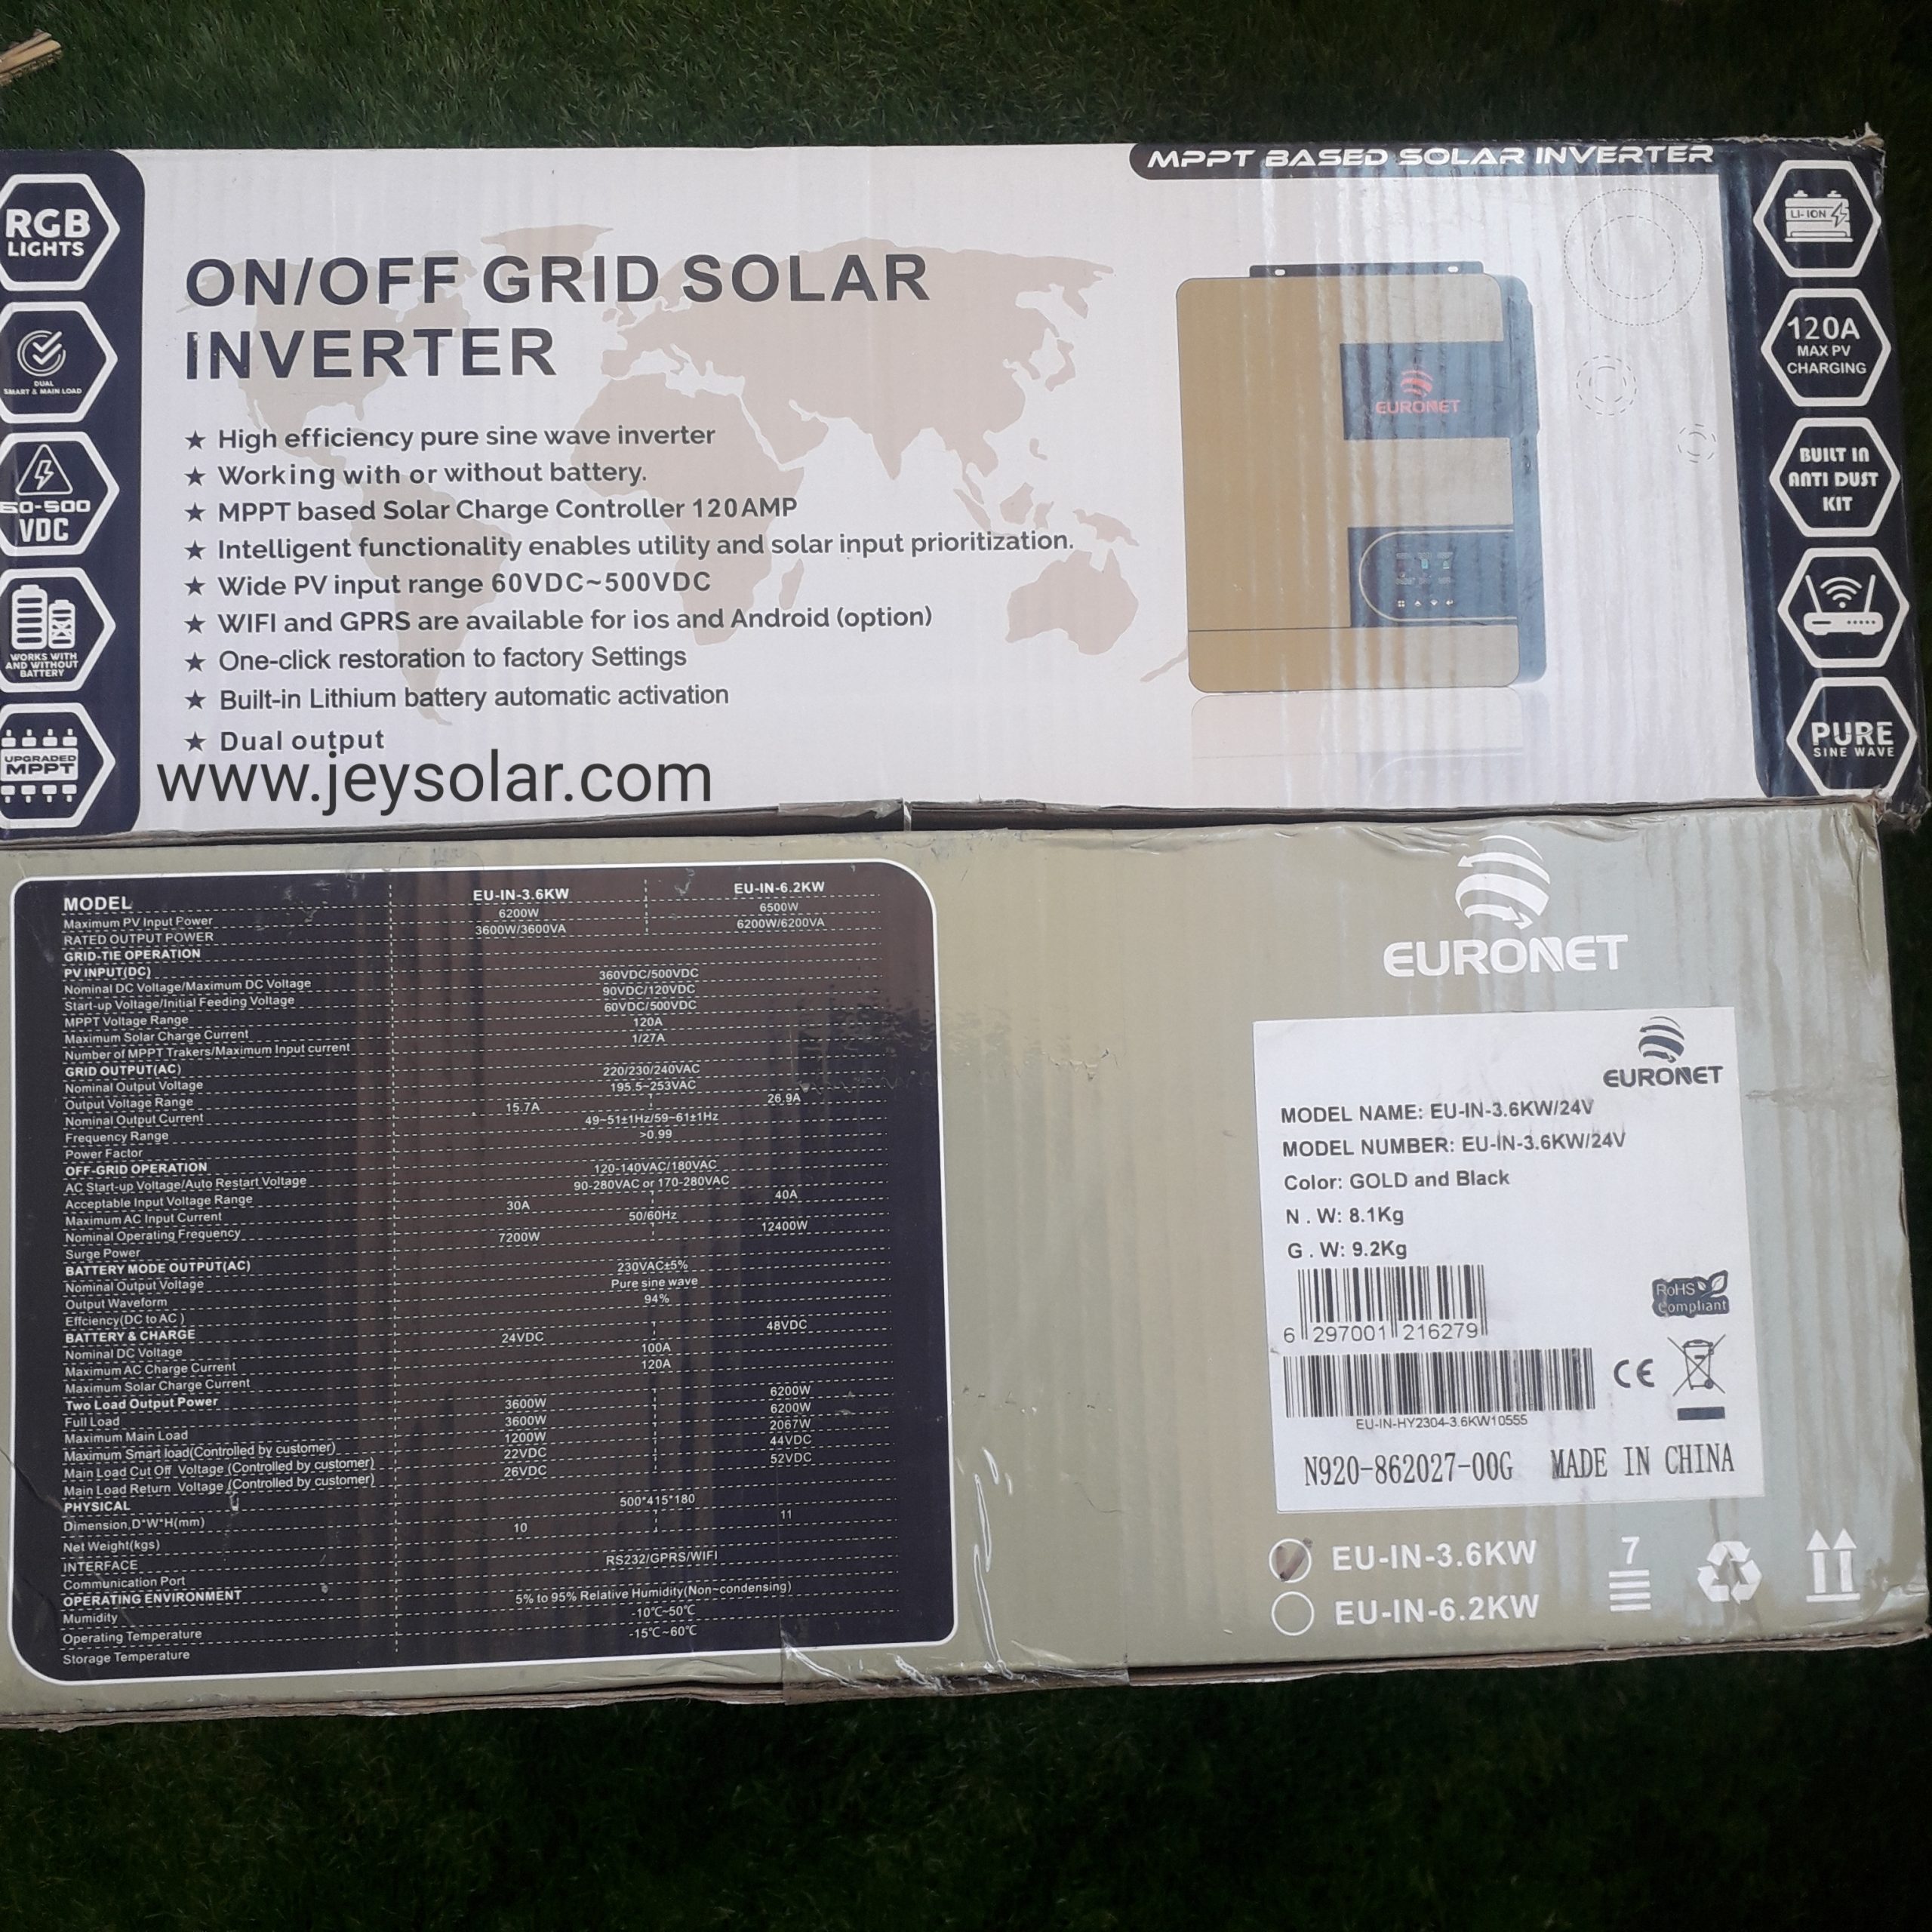 MPPT BASED SOLAR INVERTER
RGB
LIGHTS
DUAL
SMART & MAIN LOAD
60-500
VDC
WORKS WITH
AND WITHOUT
BATTERY
UPGRADED
MPPT
ON/OFF GRID SOLAR
INVERTER
★ High efficiency pure sine wave inverter
★ Working with or without battery.
★ MPPT based Solar Charge Controller 120AMP
★ Intelligent functionality enables utility and solar input prioritization.
★ Wide PV input range 60VDC~500VDC
★ WIFI and GPRS are available for ios and Android (option)
★ One-click restoration to factory Settings
★ Built-in Lithium battery automatic activation
★ Dual output
www.jeysolar.com
EURONET
LI-ION
120A
MAX PV
CHARGING
BUILT IN
ANTI DUST
KIT
PURE
SINE WAVE
MODEL EU-IN-3.6KW EU-IN-6.2KW
Maximum PV Input Power 6200W 6500W
RATED OUTPUT POWER 3600W/3600VA 6200W/6200VA
GRID-TIE OPERATION
PV INPUT(DC)
Nominal DC Voltage/Maximum DC Voltage 360VDC/500VDC
Start-up Voltage/Initial Feeding Voltage 90VDC/120VDC
MPPT Voltage Range 60VDC/500VDC
Maximum Solar Charge Current 120A
Number of MPPT Trakers/Maximum Input current 1/27A
GRID OUTPUT(AC)
Nominal Output Voltage 220/230/240VAC
Output Voltage Range 195.5~253VAC
Nominal Output Current 15.7A 26.9A
Frequency Range 49~51±1Hz/59~61±1Hz
Power Factor >0.99
OFF-GRID OPERATION
AC Start-up Voltage/Auto Restart Voltage 120-140VAC/180VAC
Acceptable Input Voltage Range 90-280VAC or 170-280VAC
Maximum AC Input Current 30A 40A
Nominal Operating Frequency 50/60Hz
Surge Power 7200W 12400W
BATTERY MODE OUTPUT(AC)
Nominal Output Voltage 230VAC±5%
Output Waveform Pure sine wave
Effciency(DC to AC ) 94%
BATTERY & CHARGE
Nominal DC Voltage 24VDC 48VDC
Maximum AC Charge Current 100A
Maximum Solar Charge Current 120A
Two Load Output Power
Full Load 3600W 6200W
Maximum Main Load 3600W 6200W
Maximum Smart load(Controlled by customer) 1200W 2067W
Main Load Cut Off Voltage (Controlled by customer) 22VDC 44VDC
Main Load Return Voltage (Controlled by customer) 26VDC 52VDC
PHYSICAL
Dimension,D*W*H(mm) 500*415*180
Net Weight(kgs) 10 11
INTERFACE
Communication Port RS232/GPRS/WIFI
OPERATING ENVIRONMENT
Mumidity 5% to 95% Relative Humidity(Non~condensing)
Operating Temperature -10℃~50℃
Storage Temperature -15℃~60℃
EURONET
EURONET
MODEL NAME: EU-IN-3.6KW/24V
MODEL NUMBER: EU-IN-3.6KW/24V
Color: GOLD and Black
N . W: 8.1Kg
G . W: 9.2Kg
6 297001 216279
RoHS
Compliant
CE
EU-IN-HY2304-3.6KW10555
N920-862027-00G MADE IN CHINA
EU-IN-3.6KW
EU-IN-6.2KW
7